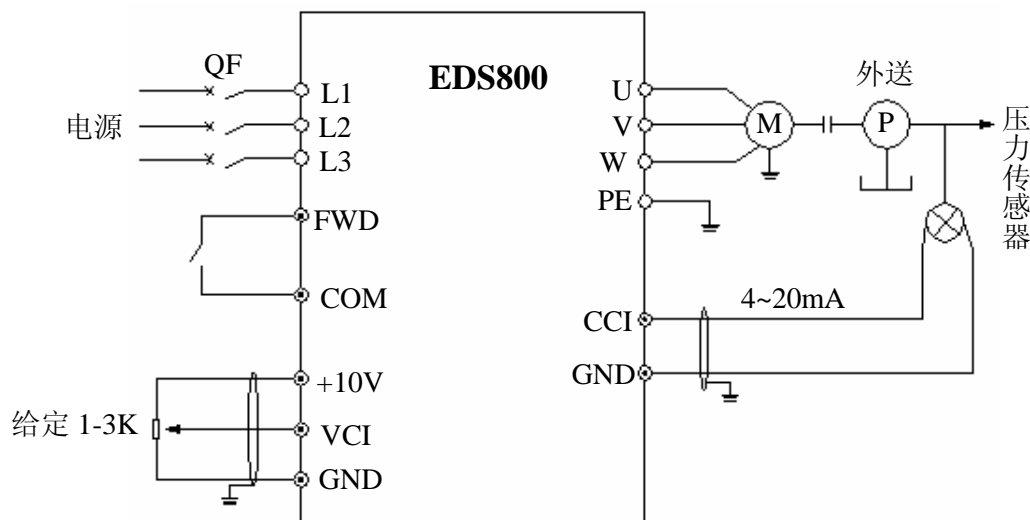 QF
电源
L1
L2
L3
FWD
COM
+10V
给定 1-3K
VCI
GND
EDS800
U
V
W
PE
M
外送
P
压力传感器
4~20mA
CCI
GND